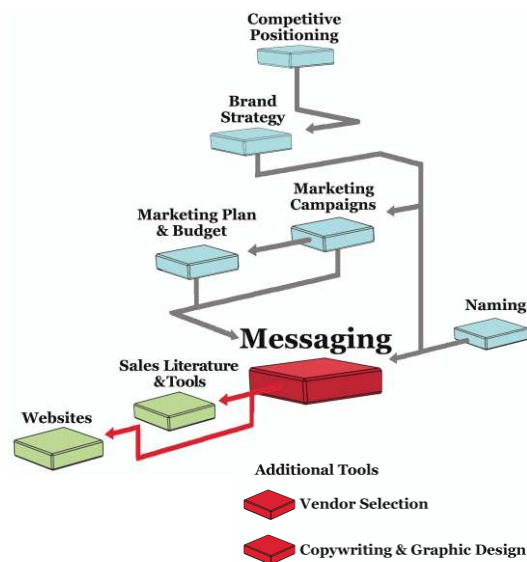 Competitive
Positioning
Brand
Strategy
Marketing
Campaigns
Marketing Plan
& Budget
Naming
Messaging
Sales Literature
&Tools
Websites
Additional Tools
Vendor Selection
Copywriting & Graphic Design